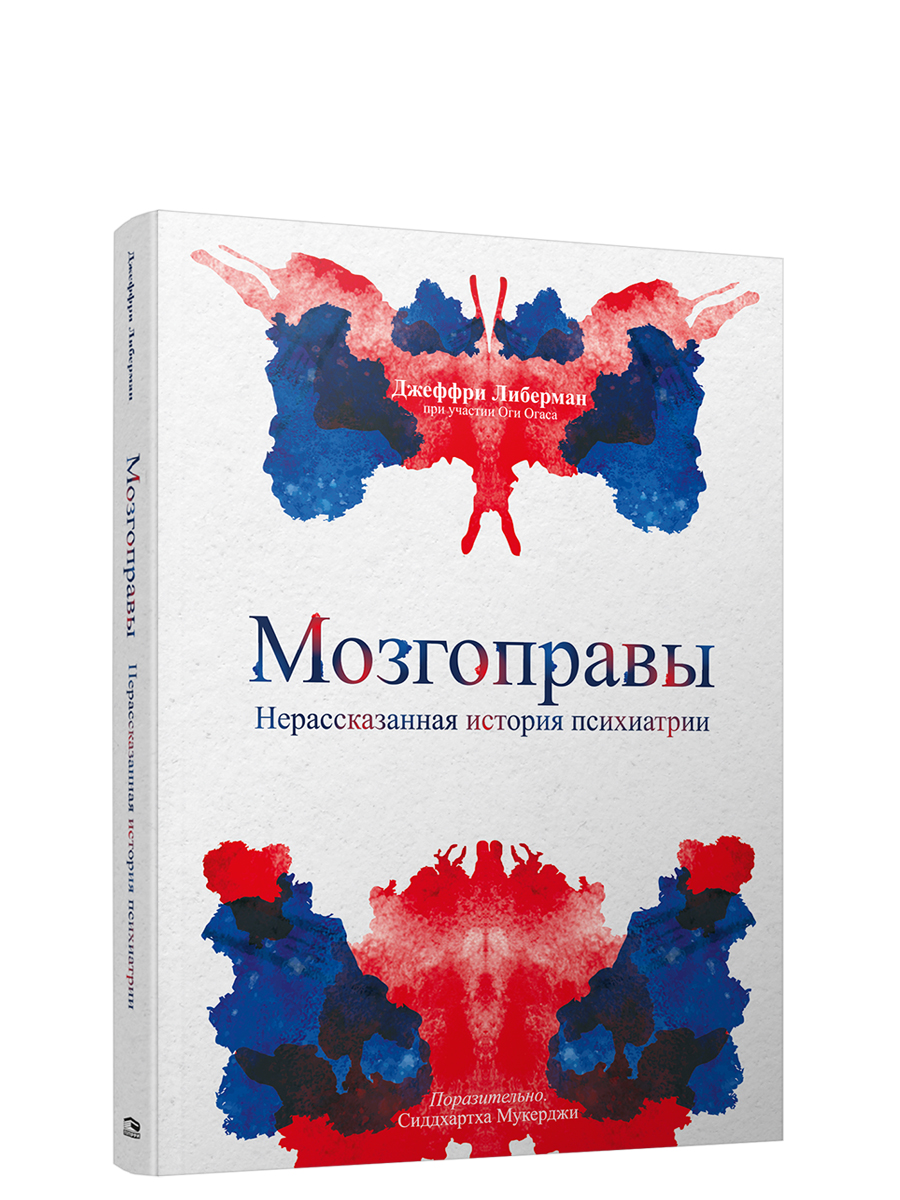 Джеффри Либерман
при участии Оги Огаса
Мозгоправы
Нерассказанная история психиатрии
Поразительно.
Сиддхартха Мукерджи
Джеффри Либерман
Мозгоправы
Нерассказанная история психиатрии